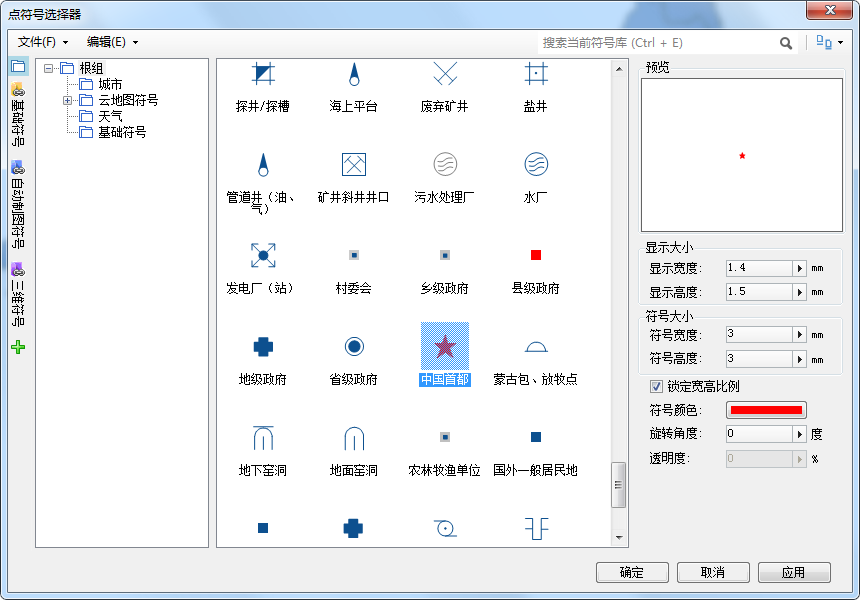 点符号选择器
文件(F)
编辑(E)
搜索当前符号库 (Ctrl + E)
基础符号
自动制图符号
三维符号
根组
城市
云地图符号
天气
基础符号
探井/探槽
海上平台
废弃矿井
盐井
管道井（油、
气）
矿井斜井井口
污水处理厂
水厂
发电厂（站）
村委会
乡级政府
县级政府
地级政府
省级政府
中国首都
蒙古包、放牧点
地下窑洞
地面窑洞
农林牧渔单位
国外一般居民地
预览
显示大小
显示宽度: 1.4 mm
显示高度: 1.5 mm
符号大小
符号宽度: 3 mm
符号高度: 3 mm
锁定宽高比例
符号颜色:
旋转角度: 0 度
透明度: 0 %
确定
取消
应用